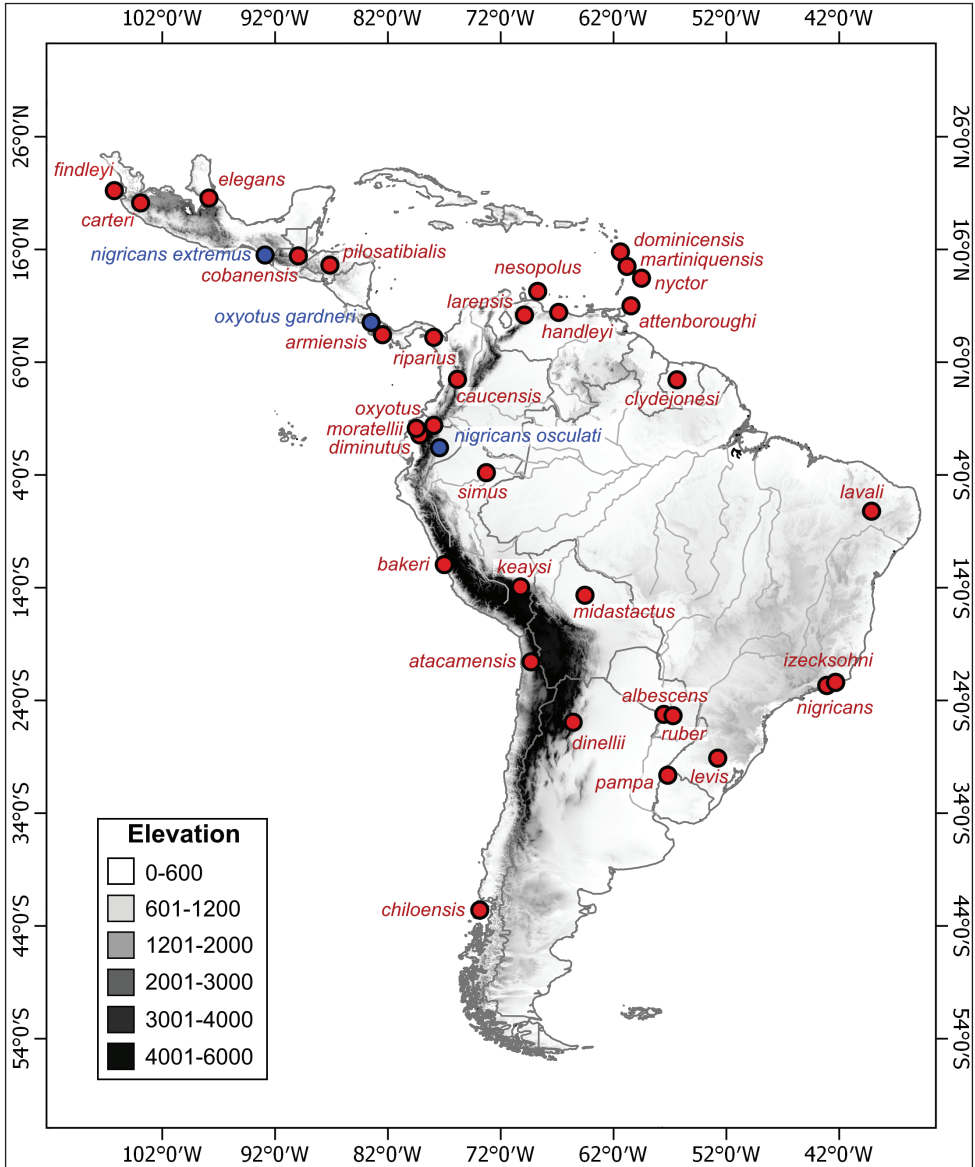 102°0'W 92°0'W 82°0'W 72°0'W 62°0'W 52°0'W 42°0'W
26°0'N 26°0'N
findleyi
elegans
carteri
16°0'N 16°0'N
nigricans extremus
cobanensis
pilosatibialis
dominicensis
martiniquensis
nesopolus
nyctor
larensis
handleyi
attenboroughi
oxyotus gardneri
armiensis
riparius
6°0'N 6°0'N
caucensis
clydejonesi
oxyotus
moratellii
diminutus
nigricans osculati
4°0'S 4°0'S
simus
lavali
bakeri
keaysi
14°0'S 14°0'S
midastactus
atacamensis
izecksohni
nigricans
albescens
24°0'S 24°0'S
ruber
dinellii
pampa
levis
34°0'S 34°0'S
chiloensis
44°0'S 44°0'S
54°0'S 54°0'S
Elevation
0-600
601-1200
1201-2000
2001-3000
3001-4000
4001-6000
102°0'W 92°0'W 82°0'W 72°0'W 62°0'W 52°0'W 42°0'W